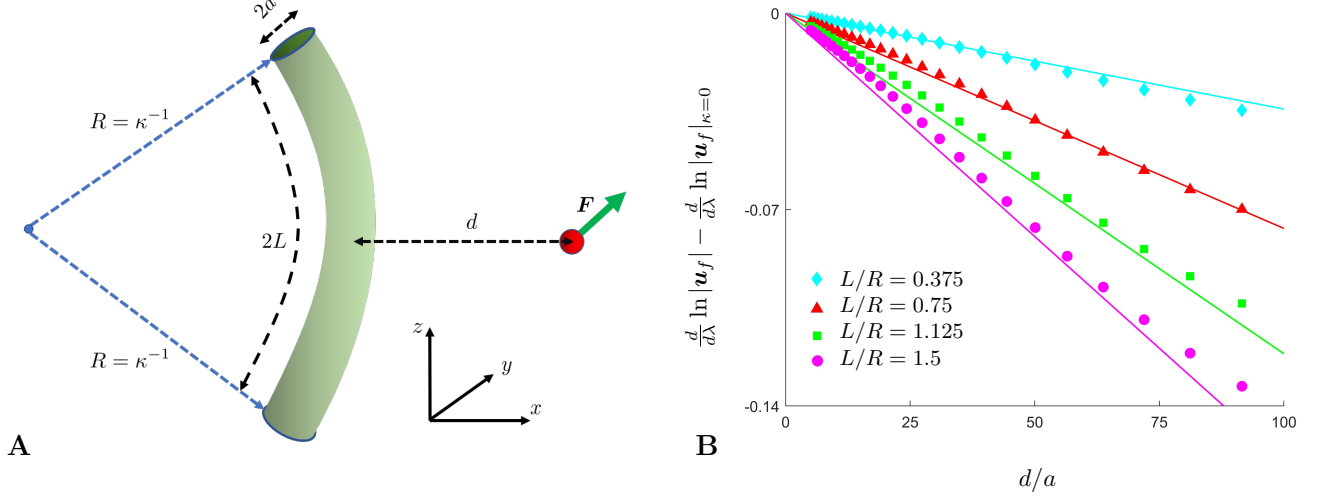 2a
R = κ⁻¹
2L
d
F
R = κ⁻¹
z
y
x
A
B
d/dλ ln |u_f| − d/dλ ln |u_f|_κ=0
0
-0.07
-0.14
L/R = 0.375
L/R = 0.75
L/R = 1.125
L/R = 1.5
0 25 50 75 100
d/a